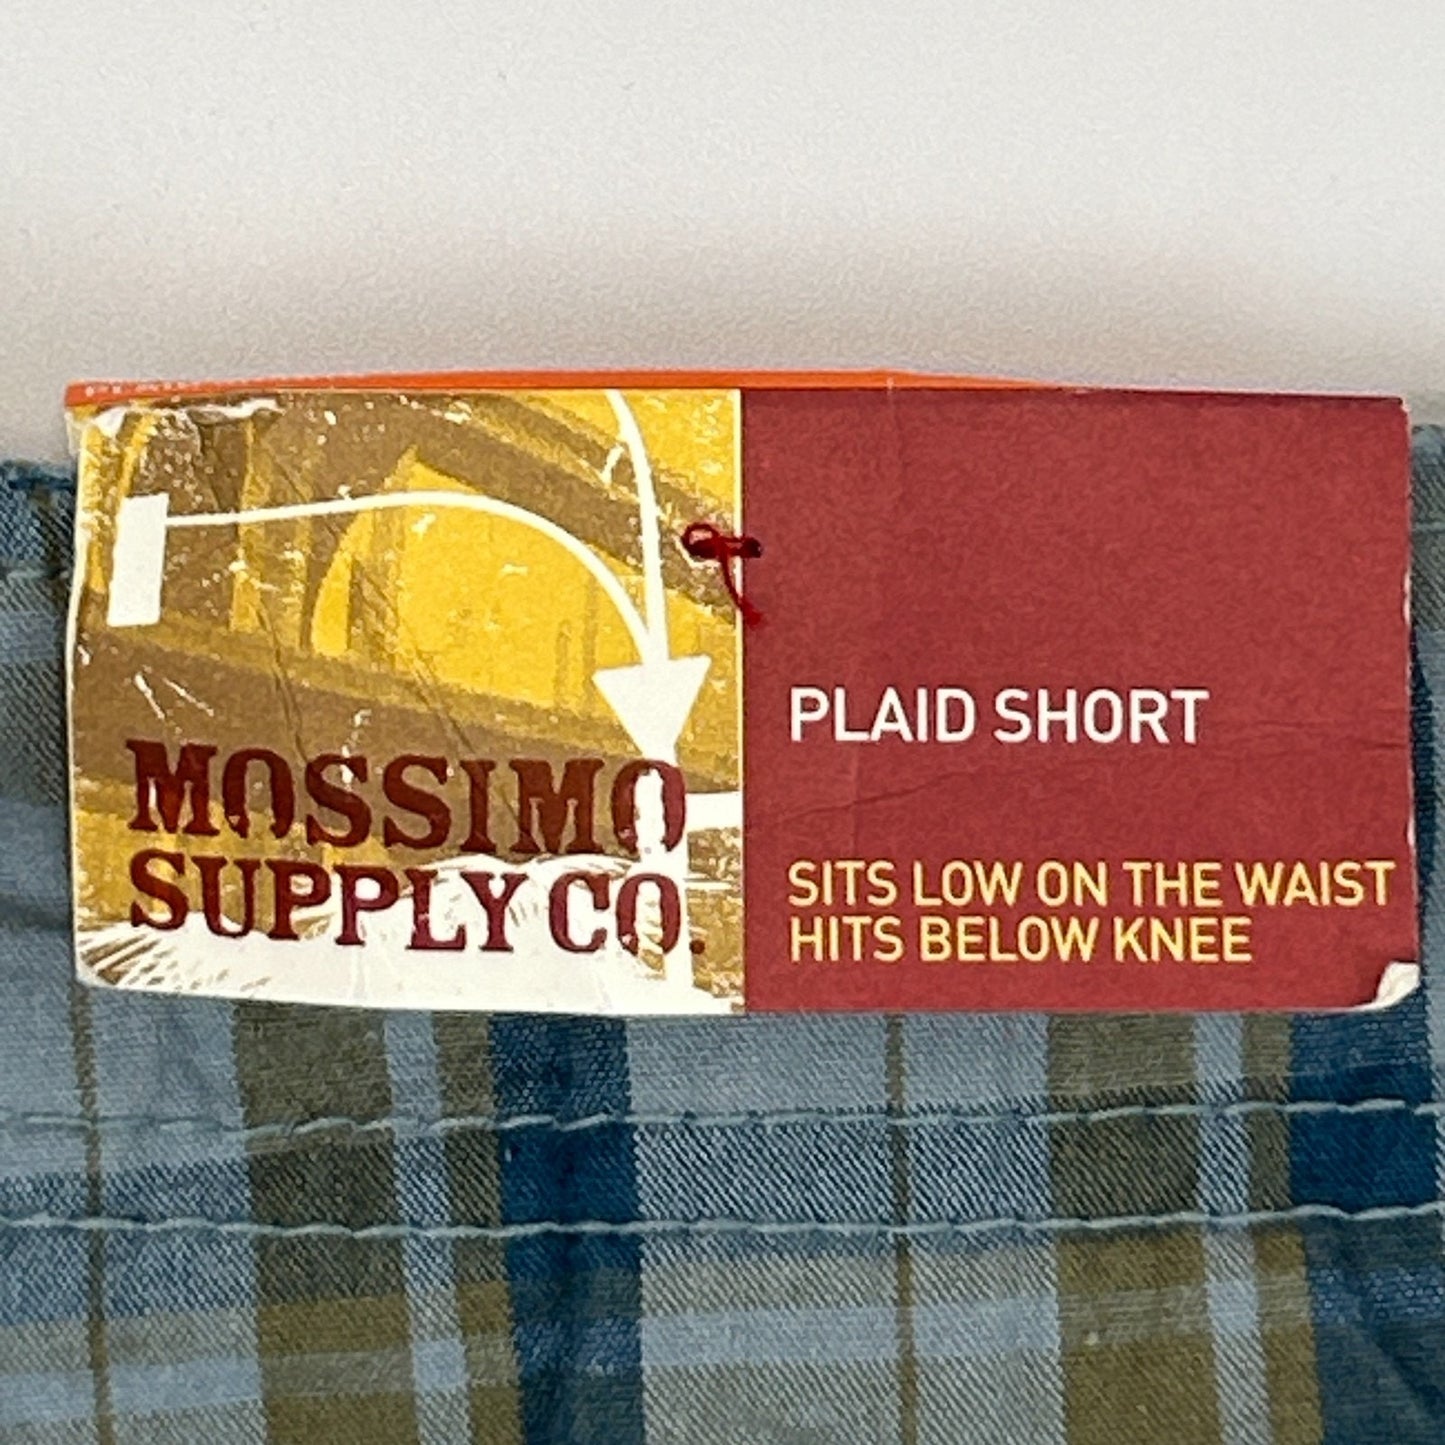 MOSSIMO
SUPPLY CO.
PLAID SHORT
SITS LOW ON THE WAIST
HITS BELOW KNEE